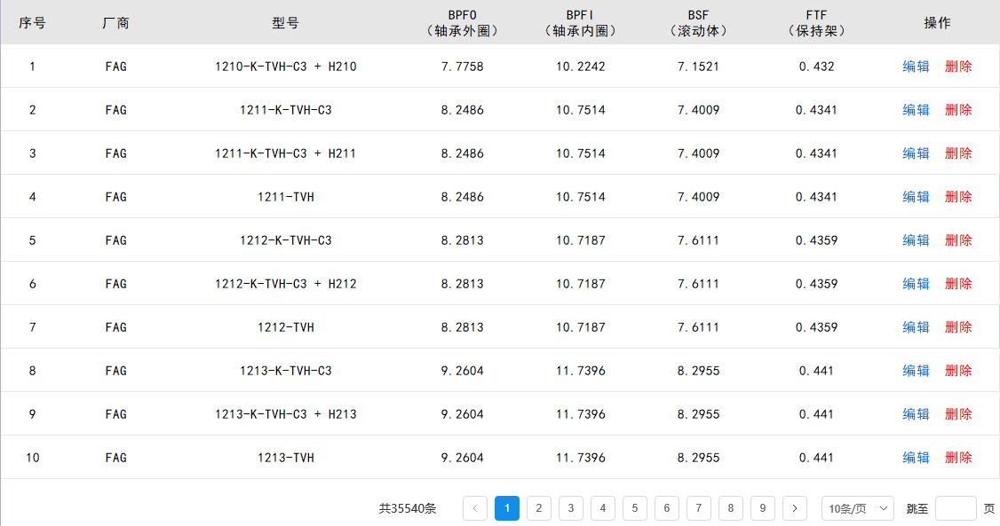 序号 厂商 型号 BPFO（轴承外圈） BPFI（轴承内圈） BSF（滚动体） FTF（保持架） 操作
1 FAG 1210-K-TVH-C3 + H210 7.7758 10.2242 7.1521 0.432 编辑 删除
2 FAG 1211-K-TVH-C3 8.2486 10.7514 7.4009 0.4341 编辑 删除
3 FAG 1211-K-TVH-C3 + H211 8.2486 10.7514 7.4009 0.4341 编辑 删除
4 FAG 1211-TVH 8.2486 10.7514 7.4009 0.4341 编辑 删除
5 FAG 1212-K-TVH-C3 8.2813 10.7187 7.6111 0.4359 编辑 删除
6 FAG 1212-K-TVH-C3 + H212 8.2813 10.7187 7.6111 0.4359 编辑 删除
7 FAG 1212-TVH 8.2813 10.7187 7.6111 0.4359 编辑 删除
8 FAG 1213-K-TVH-C3 9.2604 11.7396 8.2955 0.441 编辑 删除
9 FAG 1213-K-TVH-C3 + H213 9.2604 11.7396 8.2955 0.441 编辑 删除
10 FAG 1213-TVH 9.2604 11.7396 8.2955 0.441 编辑 删除
共35540条 < 1 2 3 4 5 6 7 8 9 > 10条/页 跳至 页